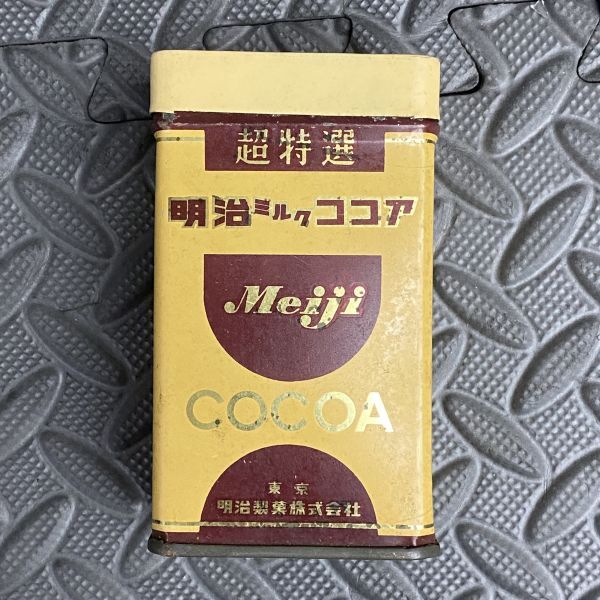 超特選
明治ミルクココア
Meiji
COCOA
東京
明治製菓株式会社